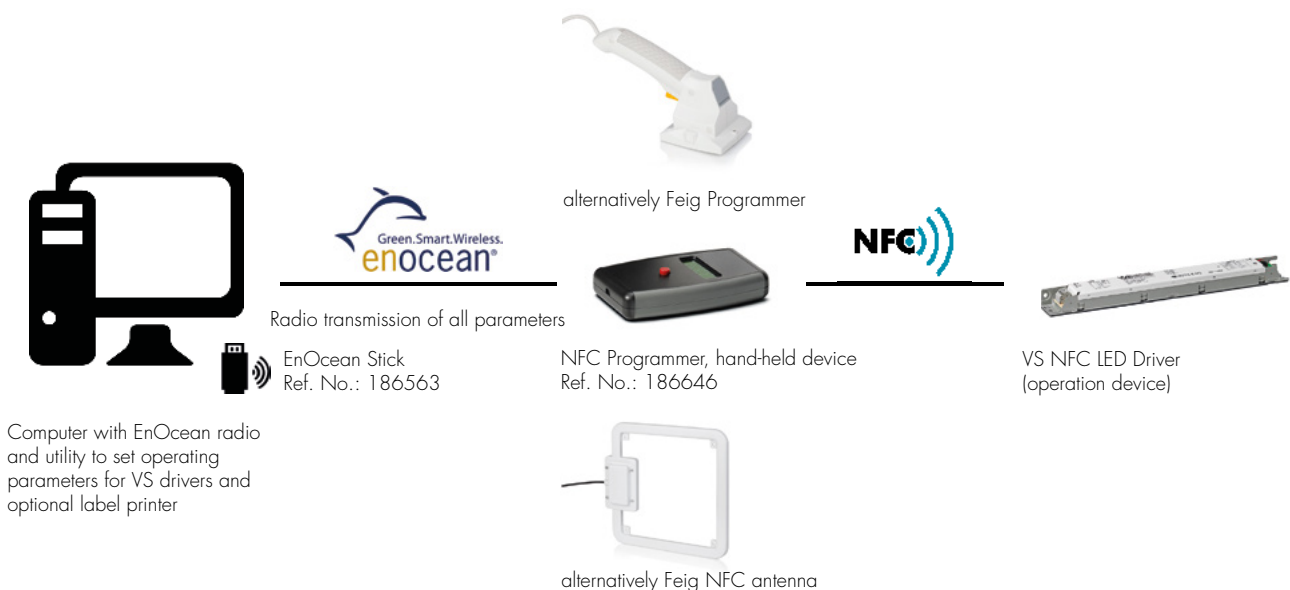 alternatively Feig Programmer
Green.Smart.Wireless.
enocean®
NFC
Radio transmission of all parameters
EnOcean Stick
Ref. No.: 186563
NFC Programmer, hand-held device
Ref. No.: 186646
VS NFC LED Driver
(operation device)
Computer with EnOcean radio
and utility to set operating
parameters for VS drivers and
optional label printer
alternatively Feig NFC antenna